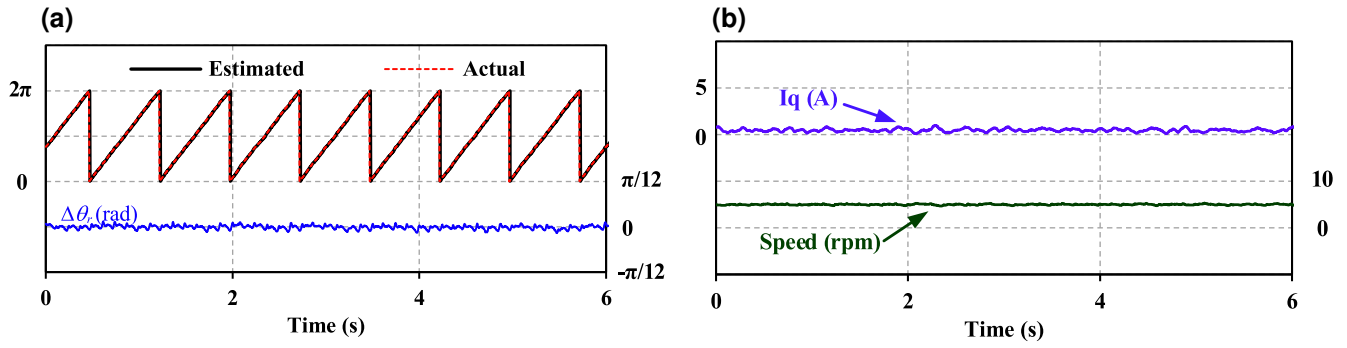 (a)
Estimated Actual
2π
0 π/12
Δθr (rad)
0
-π/12
0 2 4 6
Time (s)
(b)
5
Iq (A)
0
10
Speed (rpm)
0
0 2 4 6
Time (s)